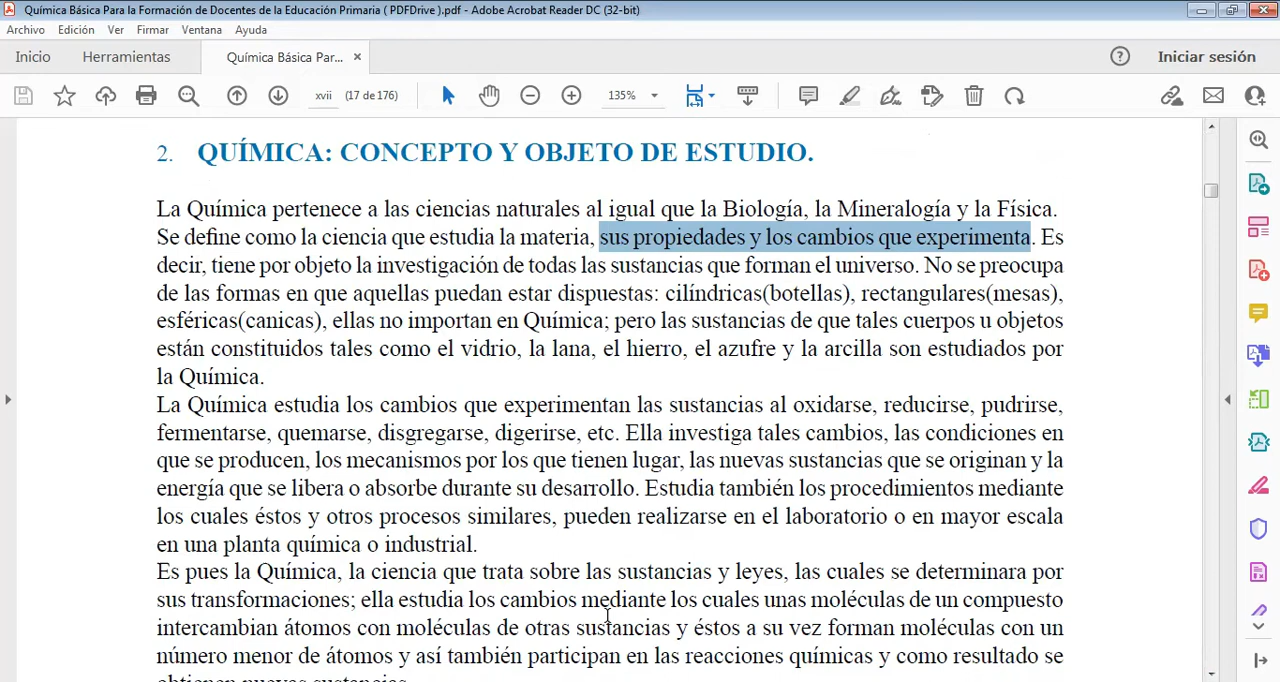 Química Básica Para la Formación de Docentes de la Educación Primaria ( PDFDrive ).pdf - Adobe Acrobat Reader DC (32-bit)
Archivo Edición Ver Firmar Ventana Ayuda
Inicio Herramientas Química Básica Par... × Iniciar sesión
xvii (17 de 176) 135%
2. QUÍMICA: CONCEPTO Y OBJETO DE ESTUDIO.
La Química pertenece a las ciencias naturales al igual que la Biología, la Mineralogía y la Física.
Se define como la ciencia que estudia la materia, sus propiedades y los cambios que experimenta. Es
decir, tiene por objeto la investigación de todas las sustancias que forman el universo. No se preocupa
de las formas en que aquellas puedan estar dispuestas: cilíndricas(botellas), rectangulares(mesas),
esféricas(canicas), ellas no importan en Química; pero las sustancias de que tales cuerpos u objetos
están constituidos tales como el vidrio, la lana, el hierro, el azufre y la arcilla son estudiados por
la Química.
La Química estudia los cambios que experimentan las sustancias al oxidarse, reducirse, pudrirse,
fermentarse, quemarse, disgregarse, digerirse, etc. Ella investiga tales cambios, las condiciones en
que se producen, los mecanismos por los que tienen lugar, las nuevas sustancias que se originan y la
energía que se libera o absorbe durante su desarrollo. Estudia también los procedimientos mediante
los cuales éstos y otros procesos similares, pueden realizarse en el laboratorio o en mayor escala
en una planta química o industrial.
Es pues la Química, la ciencia que trata sobre las sustancias y leyes, las cuales se determinara por
sus transformaciones; ella estudia los cambios mediante los cuales unas moléculas de un compuesto
intercambian átomos con moléculas de otras sustancias y éstos a su vez forman moléculas con un
número menor de átomos y así también participan en las reacciones químicas y como resultado se
obtienen nuevas sustancias.